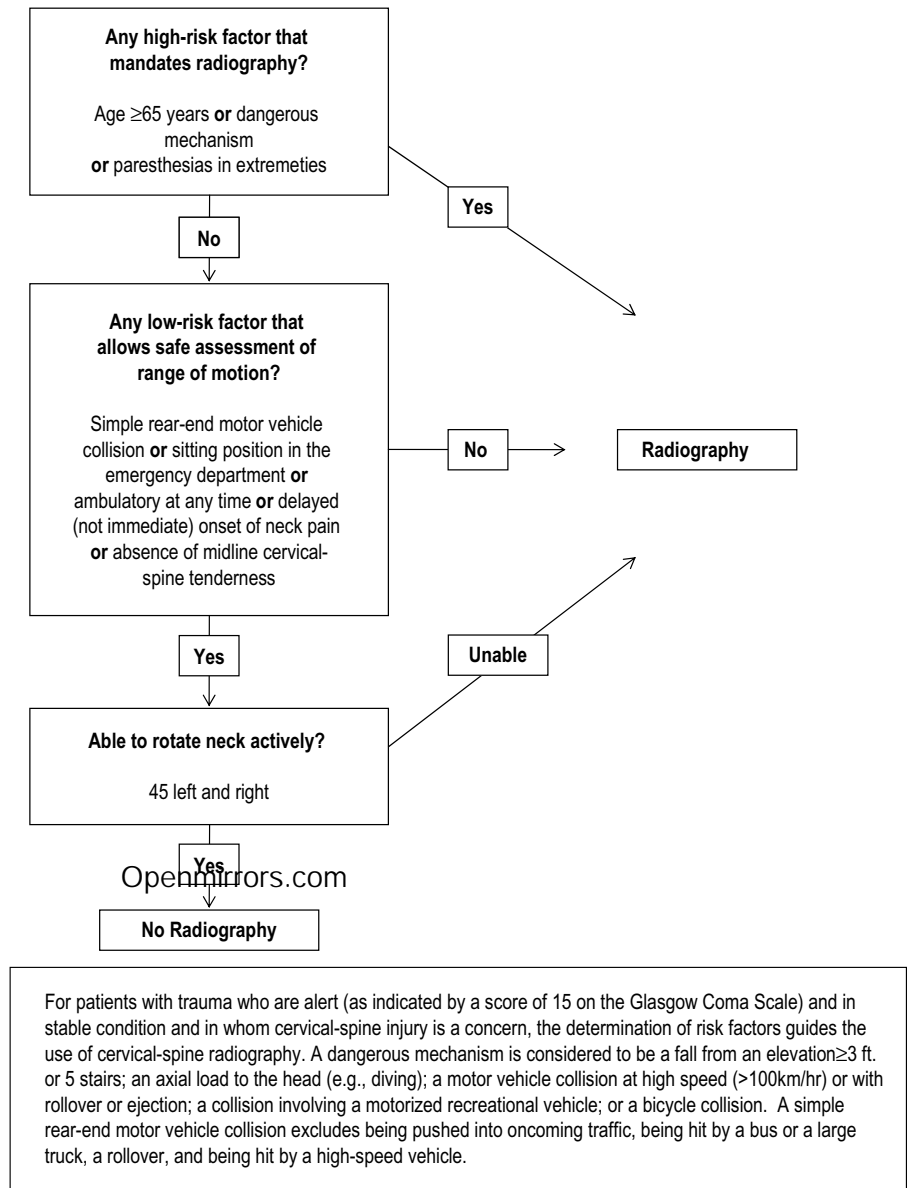 Any high-risk factor that
mandates radiography?
Age ≥65 years or dangerous
mechanism
or paresthesias in extremeties
Yes
No
Any low-risk factor that
allows safe assessment of
range of motion?
Simple rear-end motor vehicle
collision or sitting position in the
emergency department or
ambulatory at any time or delayed
(not immediate) onset of neck pain
or absence of midline cervical-
spine tenderness
No
Radiography
Yes
Unable
Able to rotate neck actively?
45 left and right
Yes
Openmirrors.com
No Radiography
For patients with trauma who are alert (as indicated by a score of 15 on the Glasgow Coma Scale) and in
stable condition and in whom cervical-spine injury is a concern, the determination of risk factors guides the
use of cervical-spine radiography. A dangerous mechanism is considered to be a fall from an elevation≥3 ft.
or 5 stairs; an axial load to the head (e.g., diving); a motor vehicle collision at high speed (>100km/hr) or with
rollover or ejection; a collision involving a motorized recreational vehicle; or a bicycle collision. A simple
rear-end motor vehicle collision excludes being pushed into oncoming traffic, being hit by a bus or a large
truck, a rollover, and being hit by a high-speed vehicle.